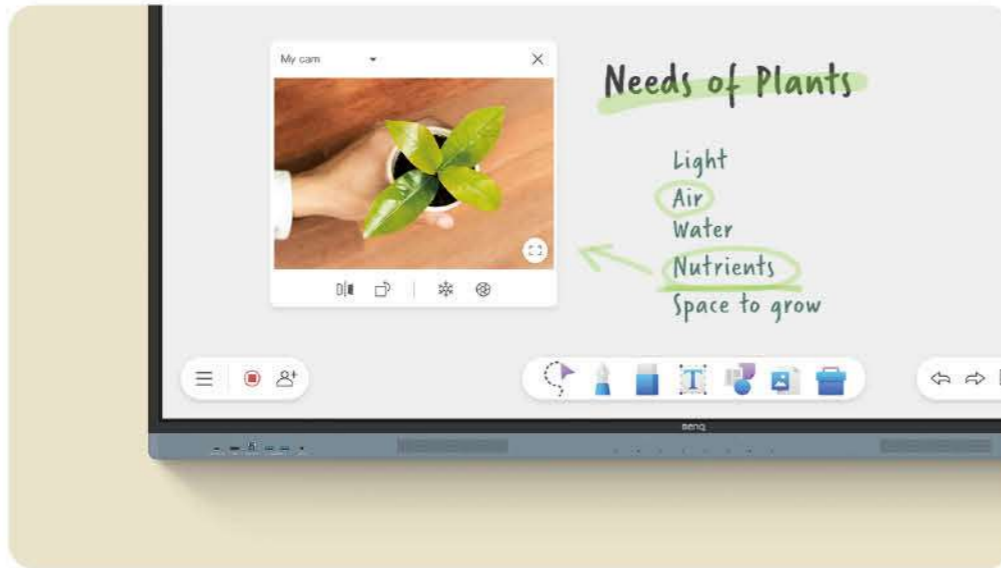 My cam
Needs of Plants
Light
Air
Water
Nutrients
Space to grow
T
BenQ